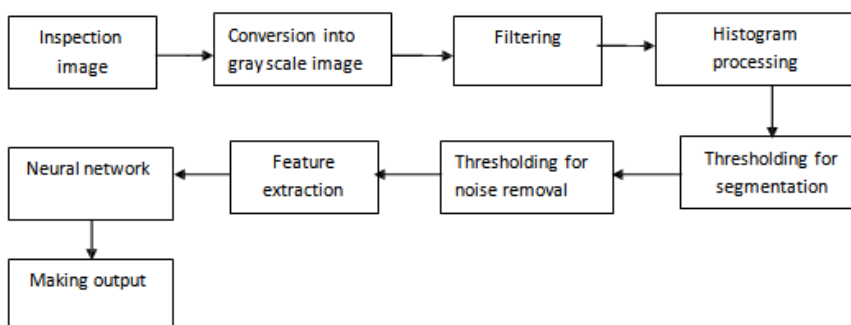 Inspection
image
Conversion into
gray scale image
Filtering
Histogram
processing
Thresholding for
segmentation
Thresholding for
noise removal
Feature
extraction
Neural network
Making output